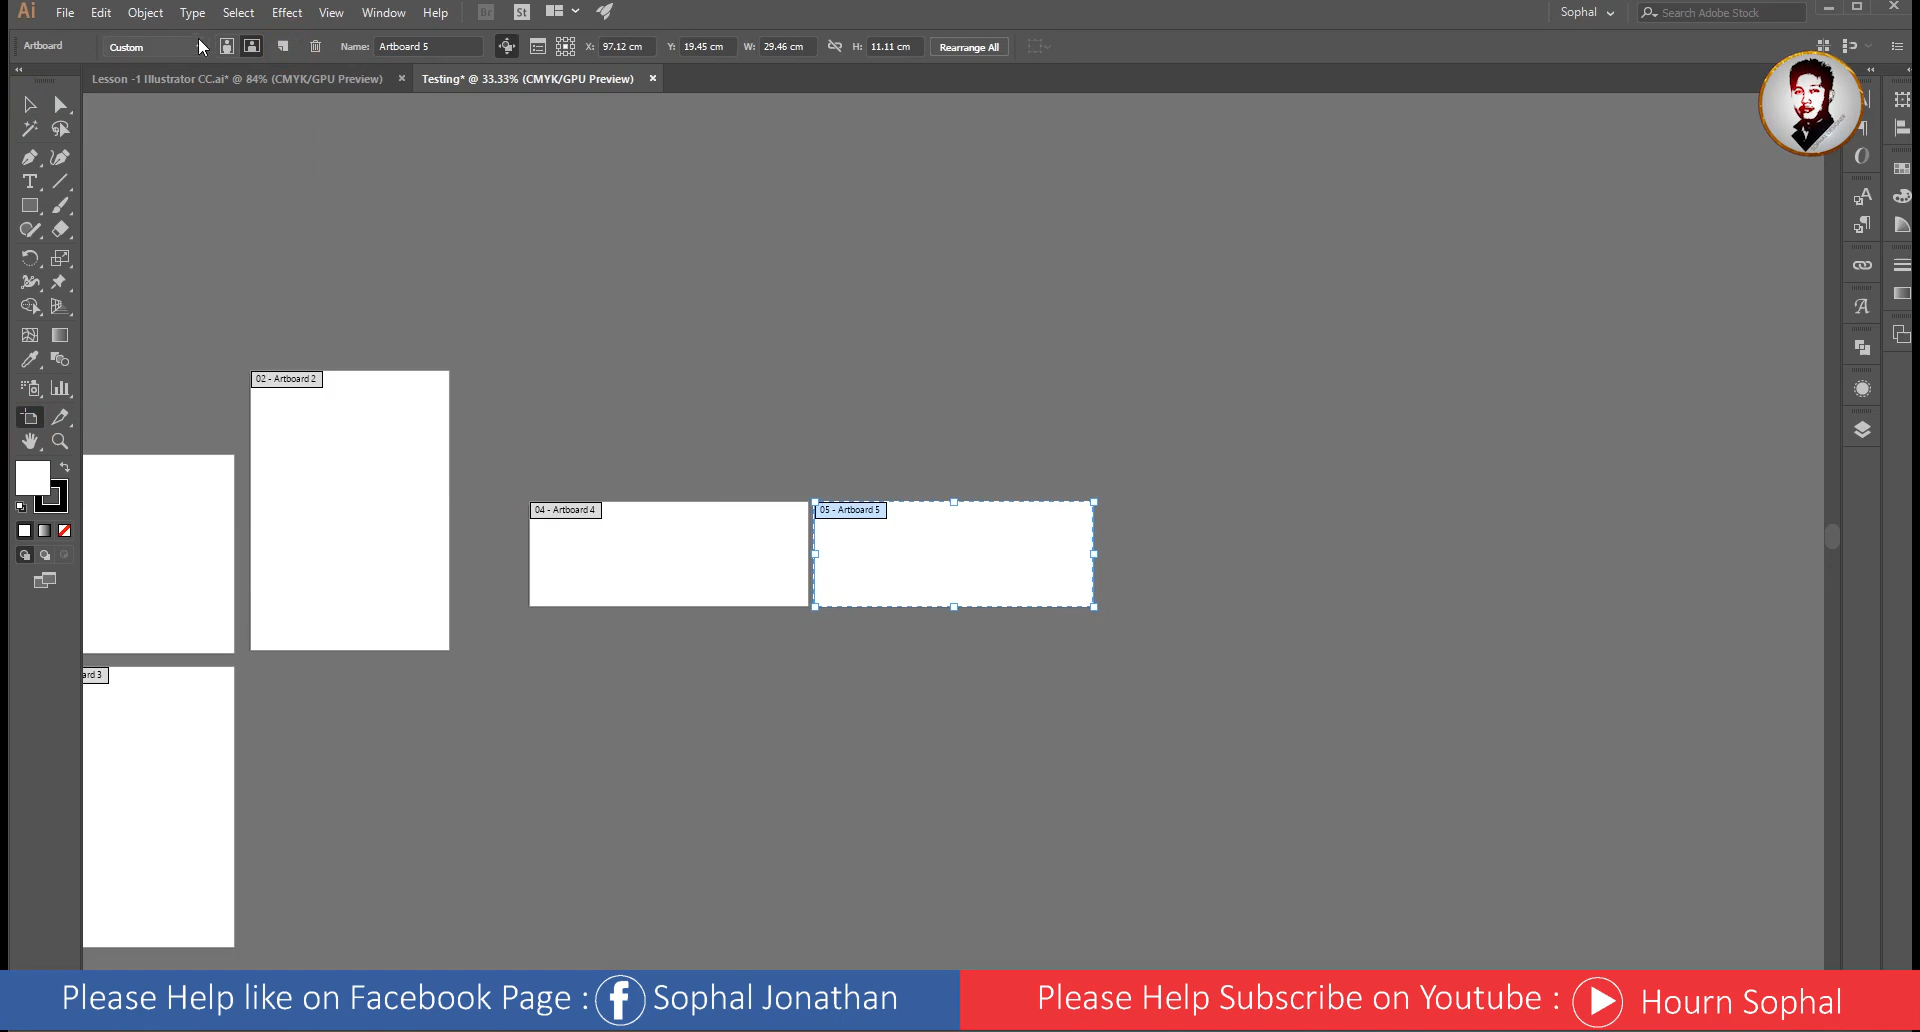 Ai File Edit Object Type Select Effect View Window Help Br St Sophal Search Adobe Stock
Artboard Custom Name: Artboard 5 X: 97.12 cm Y: 19.45 cm W: 29.46 cm H: 11.11 cm Rearrange All
Lesson -1 Illustrator CC.ai* @ 84% (CMYK/GPU Preview) × Testing* @ 33.33% (CMYK/GPU Preview) ×
02 - Artboard 2
04 - Artboard 4
05 - Artboard 5
ard 3
Please Help like on Facebook Page : f Sophal Jonathan
Please Help Subscribe on Youtube : Hourn Sophal